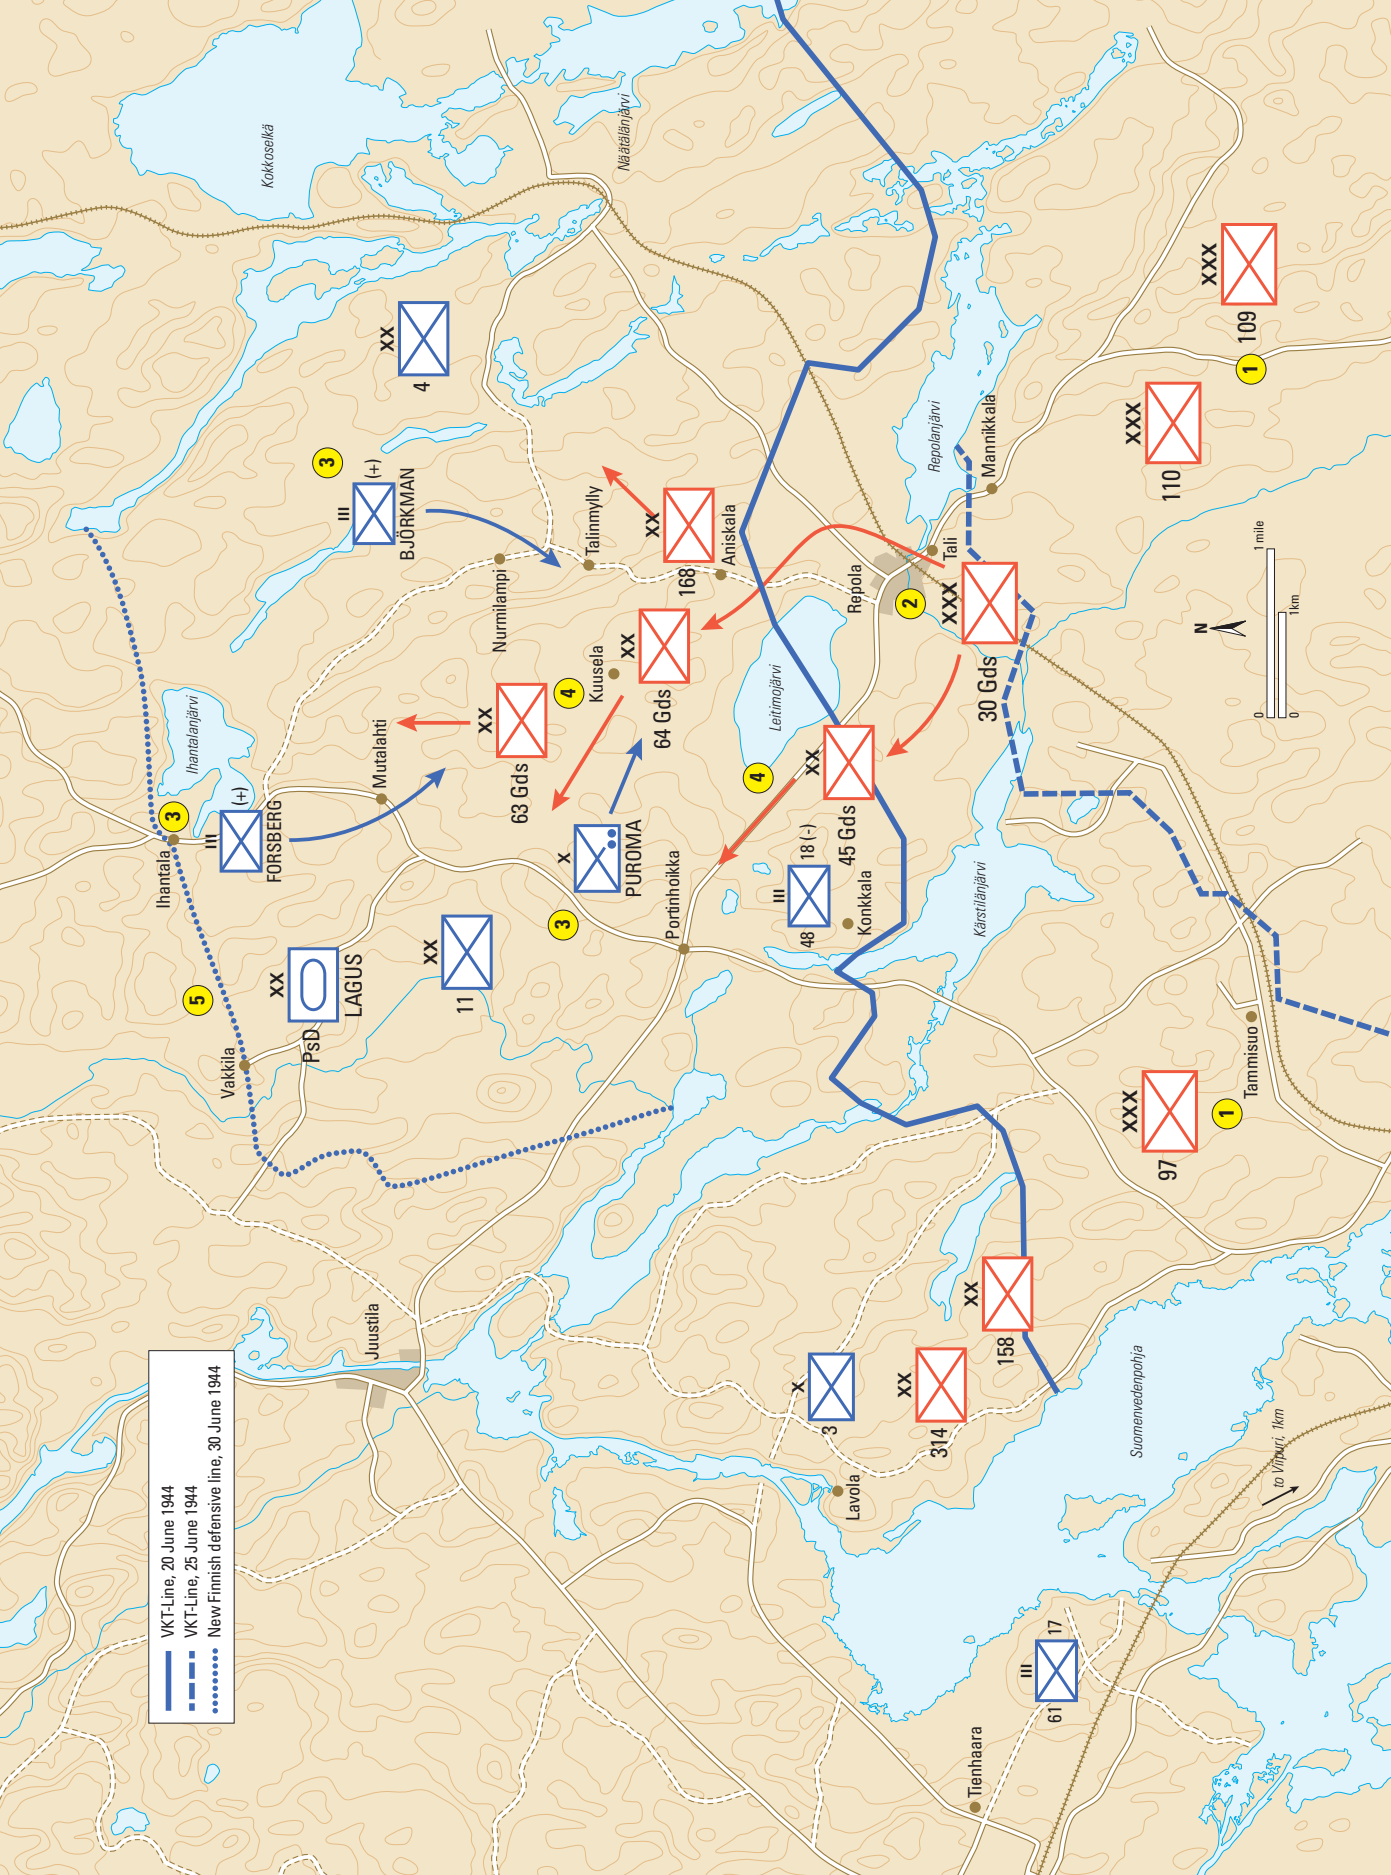 VKT-Line, 20 June 1944
VKT-Line, 25 June 1944
New Finnish defensive line, 30 June 1944
Kokkoselkä
Näätälänjärvi
XX
4
3
III
(+)
BJÖRKMAN
Nurmilampi
Talinmylly
XX
168
Aniskala
Ihantalanjärvi
Mutalahti
Ihantala
3
III
(+)
FORSBERG
XX
63 Gds
4
Kuusela
XX
64 Gds
X
PUROMA
3
Portinhoikka
5
Vakkila
XX
PsD
LAGUS
XX
11
Leitimojärvi
4
XX
45 Gds
III
48
18 (-)
Konkkala
Repola
2
Tali
Repolanjärvi
Mannikkala
XXX
30 Gds
XXX
109
1
XXX
110
N
0
1 mile
0
1km
Kärstilänjärvi
Tammisuo
XXX
97
1
Juustila
XX
158
X
3
XX
314
Lavola
Suomenvedenpohja
to Viipuri, 1km
III
61
17
Tienhaara